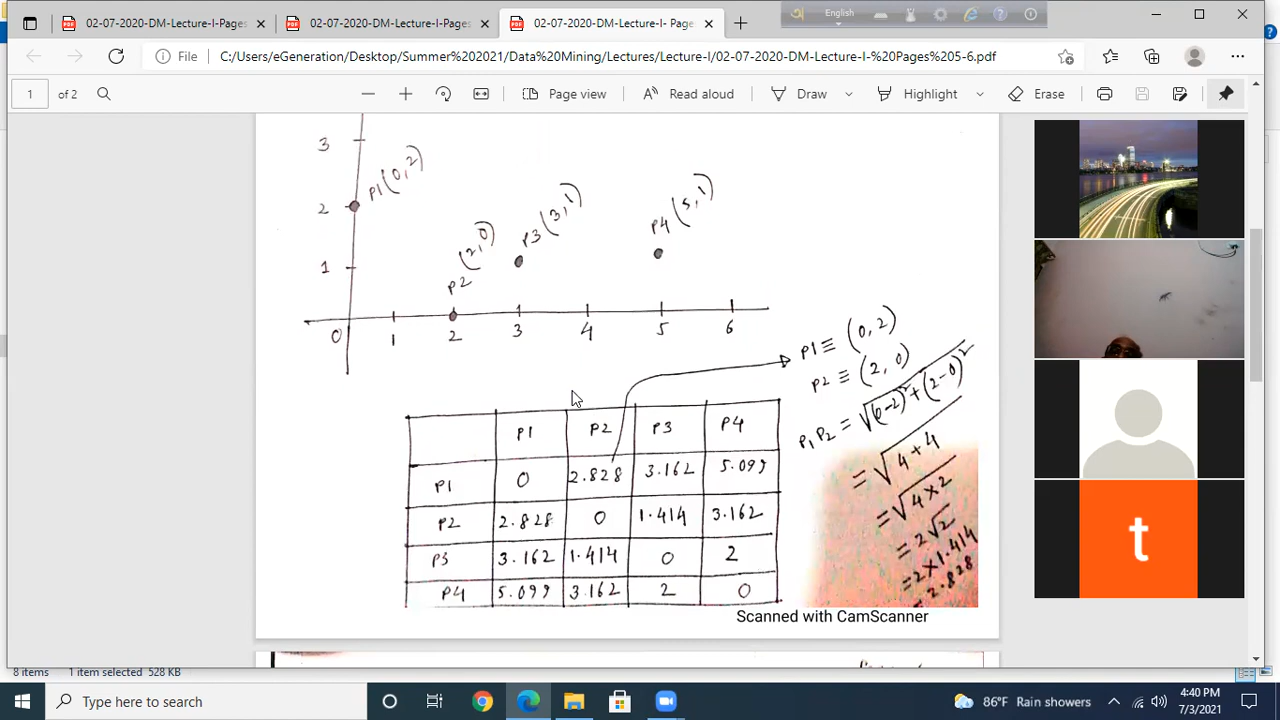 02-07-2020-DM-Lecture-I-Pages
02-07-2020-DM-Lecture-I-Pages
02-07-2020-DM-Lecture-I- Page
English
File
C:/Users/eGeneration/Desktop/Summer%202021/Data%20Mining/Lectures/Lecture-I/02-07-2020-DM-Lecture-I-%20Pages%205-6.pdf
1 of 2
Page view
Read aloud
Draw
Highlight
Erase
3
P1(0,2)
2
P2 (2,0)
P3(3,1)
P4(5,1)
1
0 1 2 3 4 5 6
P1 ≡ (0, 2)
P2 ≡ (2, 0)
P1P2 = √(0-2)²+(2-0)²
= √4+4
= √4×2
= 2√2
= 2×1.414
= 2.828
P1 P2 P3 P4
P1 0 2.828 3.162 5.099
P2 2.828 0 1.414 3.162
P3 3.162 1.414 0 2
P4 5.099 3.162 2 0
Scanned with CamScanner
t
8 items 1 item selected 528 KB
Type here to search
86°F Rain showers
4:40 PM
7/3/2021